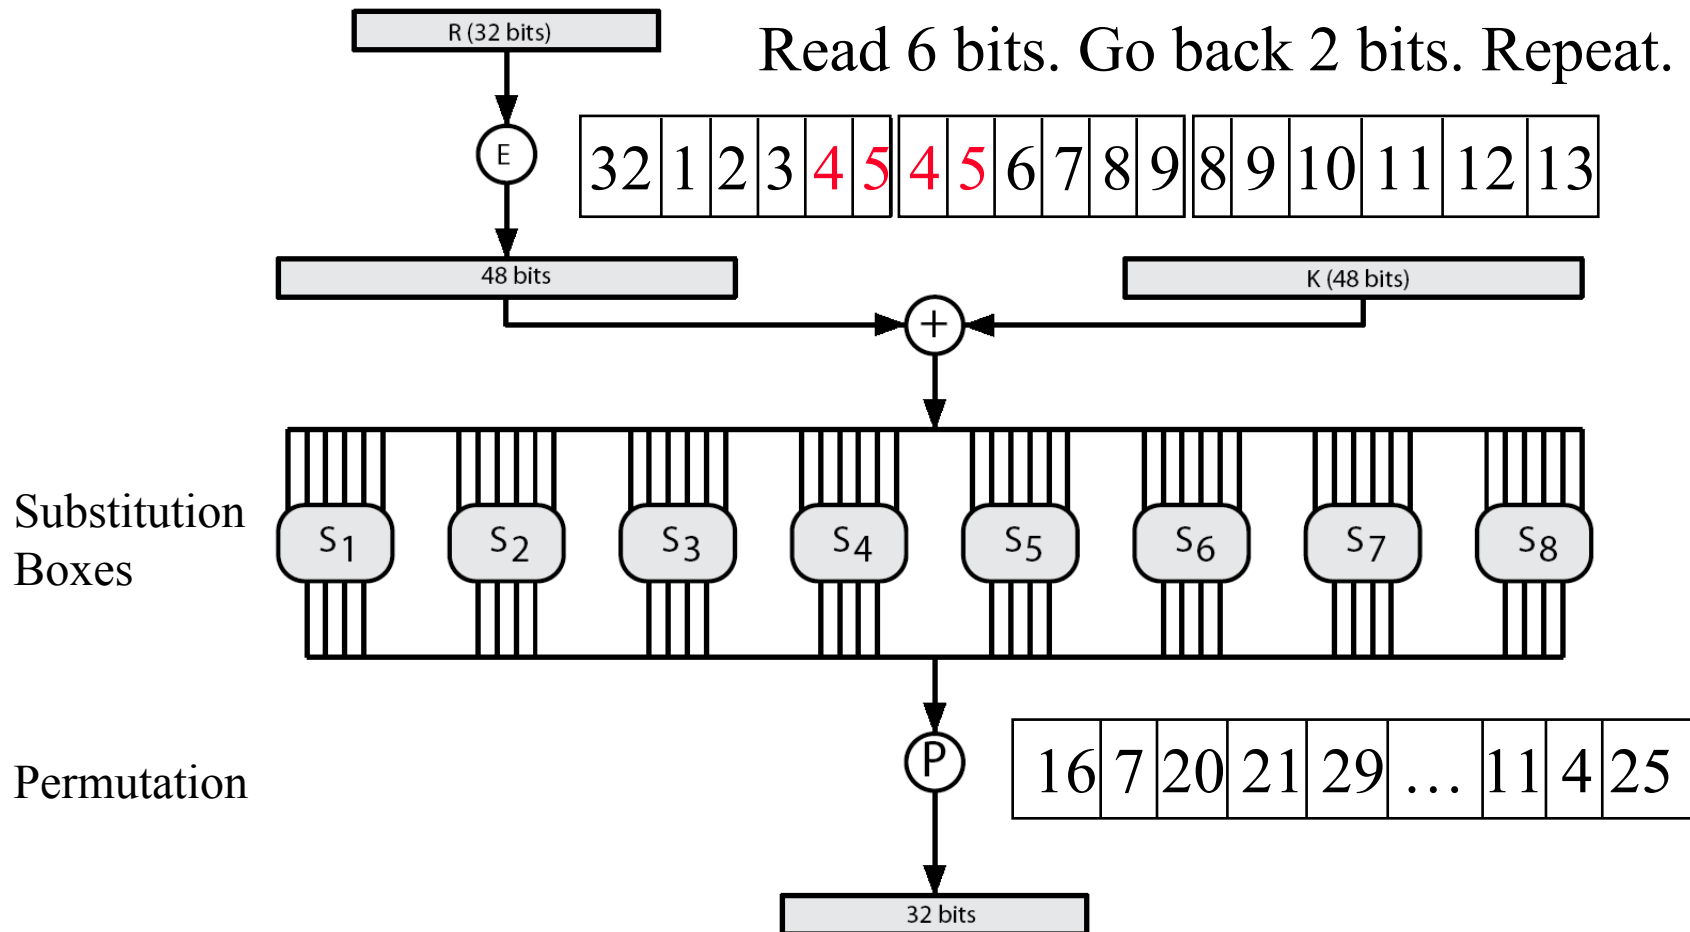 R (32 bits)
Read 6 bits. Go back 2 bits. Repeat.
E
32 1 2 3 4 5 4 5 6 7 8 9 8 9 10 11 12 13
48 bits
K (48 bits)
+
Substitution
Boxes
S1 S2 S3 S4 S5 S6 S7 S8
Permutation
P
16 7 20 21 29 ... 11 4 25
32 bits